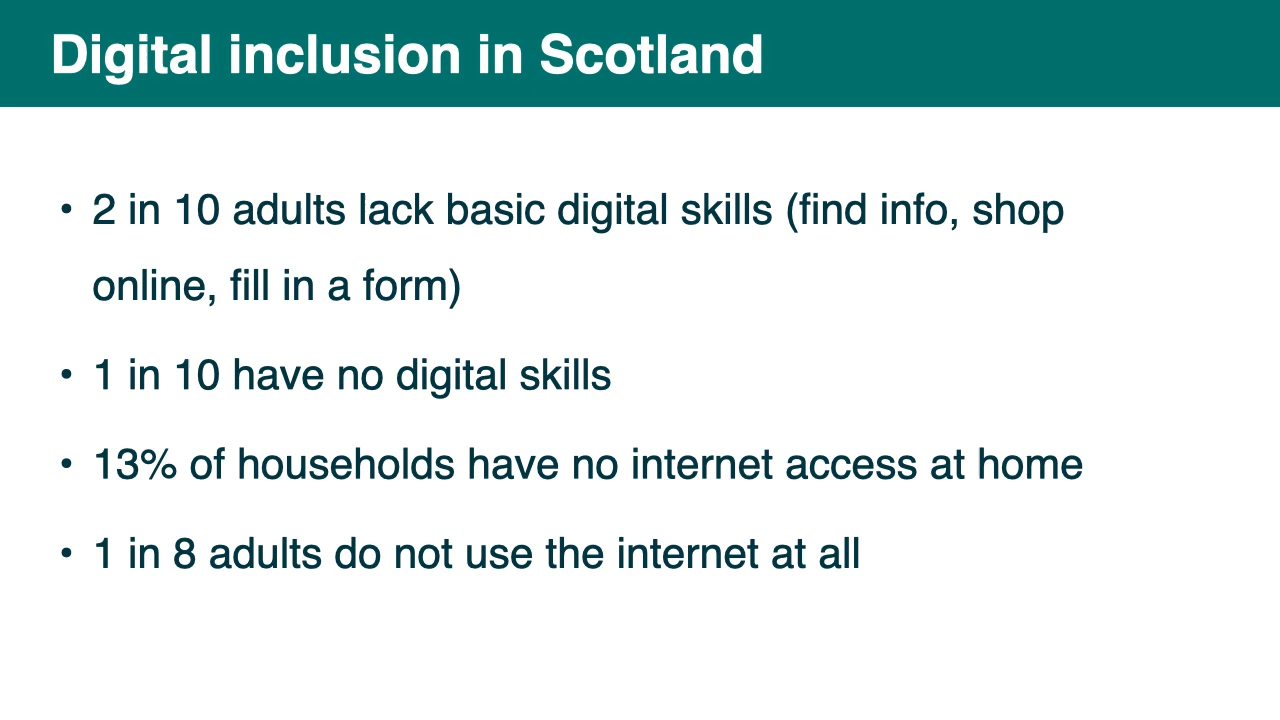 Digital inclusion in Scotland
• 2 in 10 adults lack basic digital skills (find info, shop
online, fill in a form)
• 1 in 10 have no digital skills
• 13% of households have no internet access at home
• 1 in 8 adults do not use the internet at all